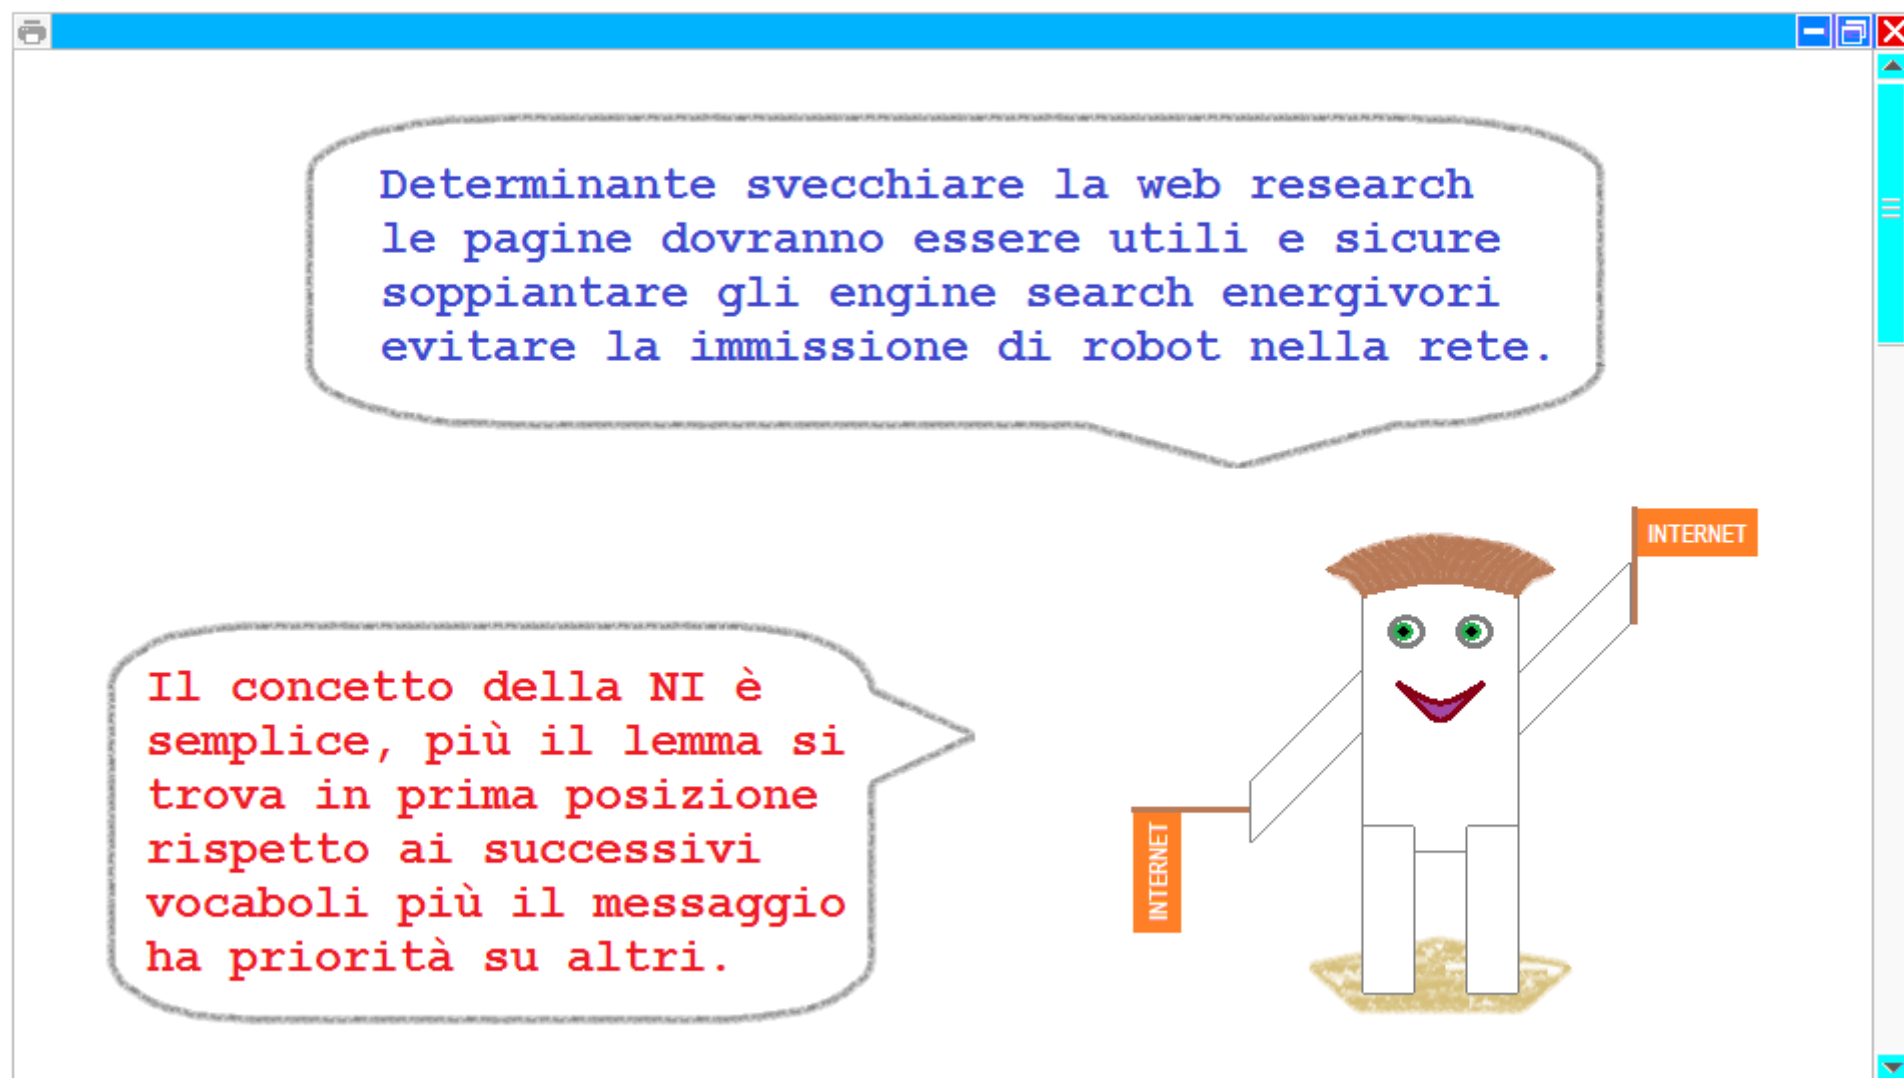 Determinante svecchiare la web research
le pagine dovranno essere utili e sicure
soppiantare gli engine search energivori
evitare la immissione di robot nella rete.
INTERNET
Il concetto della NI è
semplice, più il lemma si
trova in prima posizione
rispetto ai successivi
vocaboli più il messaggio
ha priorità su altri.
INTERNET